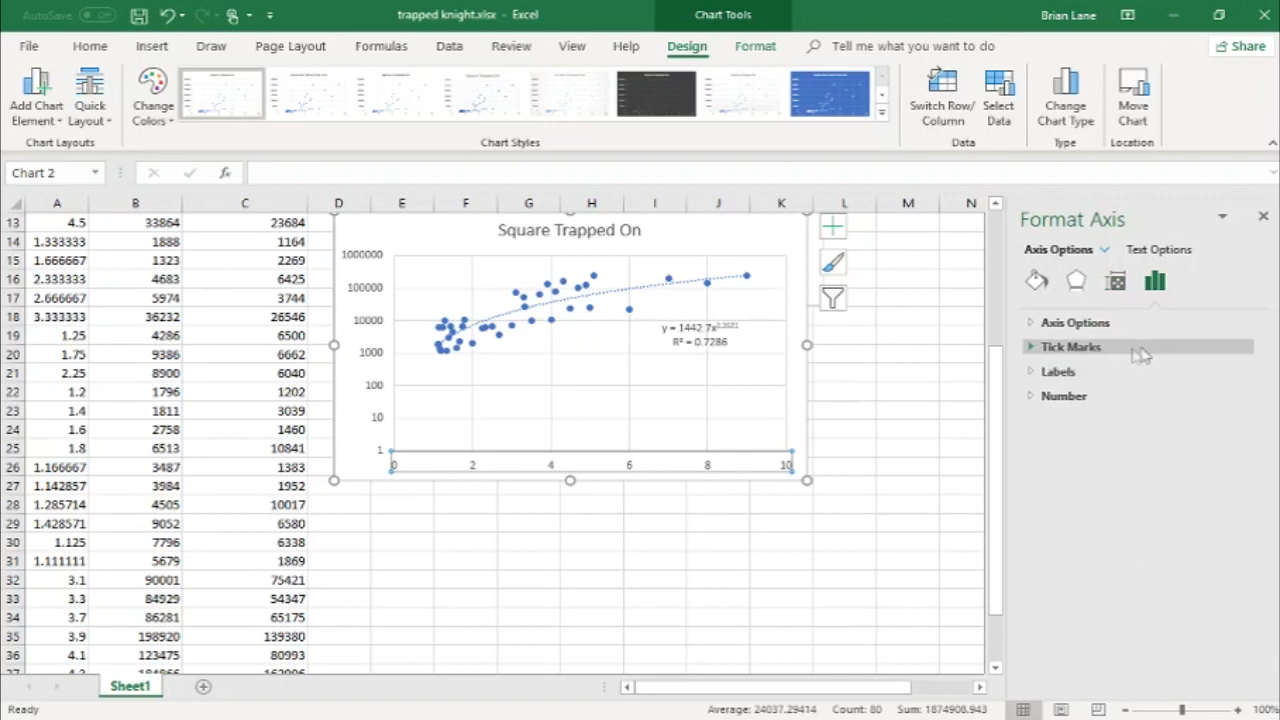 AutoSave Off
trapped knight.xlsx - Excel
Chart Tools
Brian Lane
File Home Insert Draw Page Layout Formulas Data Review View Help Design Format Tell me what you want to do Share
Add Chart Element
Quick Layout
Change Colors
Switch Row/ Column
Select Data
Change Chart Type
Move Chart
Chart Layouts Chart Styles Data Type Location
Chart 2 fx
A B C D E F G H I J K L M N
13 4.5 33864 23684
14 1.333333 1888 1164
15 1.666667 1323 2269
16 2.333333 4683 6425
17 2.666667 5974 3744
18 3.333333 36232 26546
19 1.25 4286 6500
20 1.75 9386 6662
21 2.25 8900 6040
22 1.2 1796 1202
23 1.4 1811 3039
24 1.6 2758 1460
25 1.8 6513 10841
26 1.166667 3487 1383
27 1.142857 3984 1952
28 1.285714 4505 10017
29 1.428571 9052 6580
30 1.125 7796 6338
31 1.111111 5679 1869
32 3.1 90001 75421
33 3.3 84929 54347
34 3.7 86281 65175
35 3.9 198920 139380
36 4.1 123475 80993
Square Trapped On
1000000
100000
10000
1000
100
10
1
0 2 4 6 8 10
R² = 0.7286
Format Axis
Axis Options Text Options
Axis Options
Tick Marks
Labels
Number
Sheet1
Ready
Average: 24037.29414 Count: 80 Sum: 1874908.943
100%